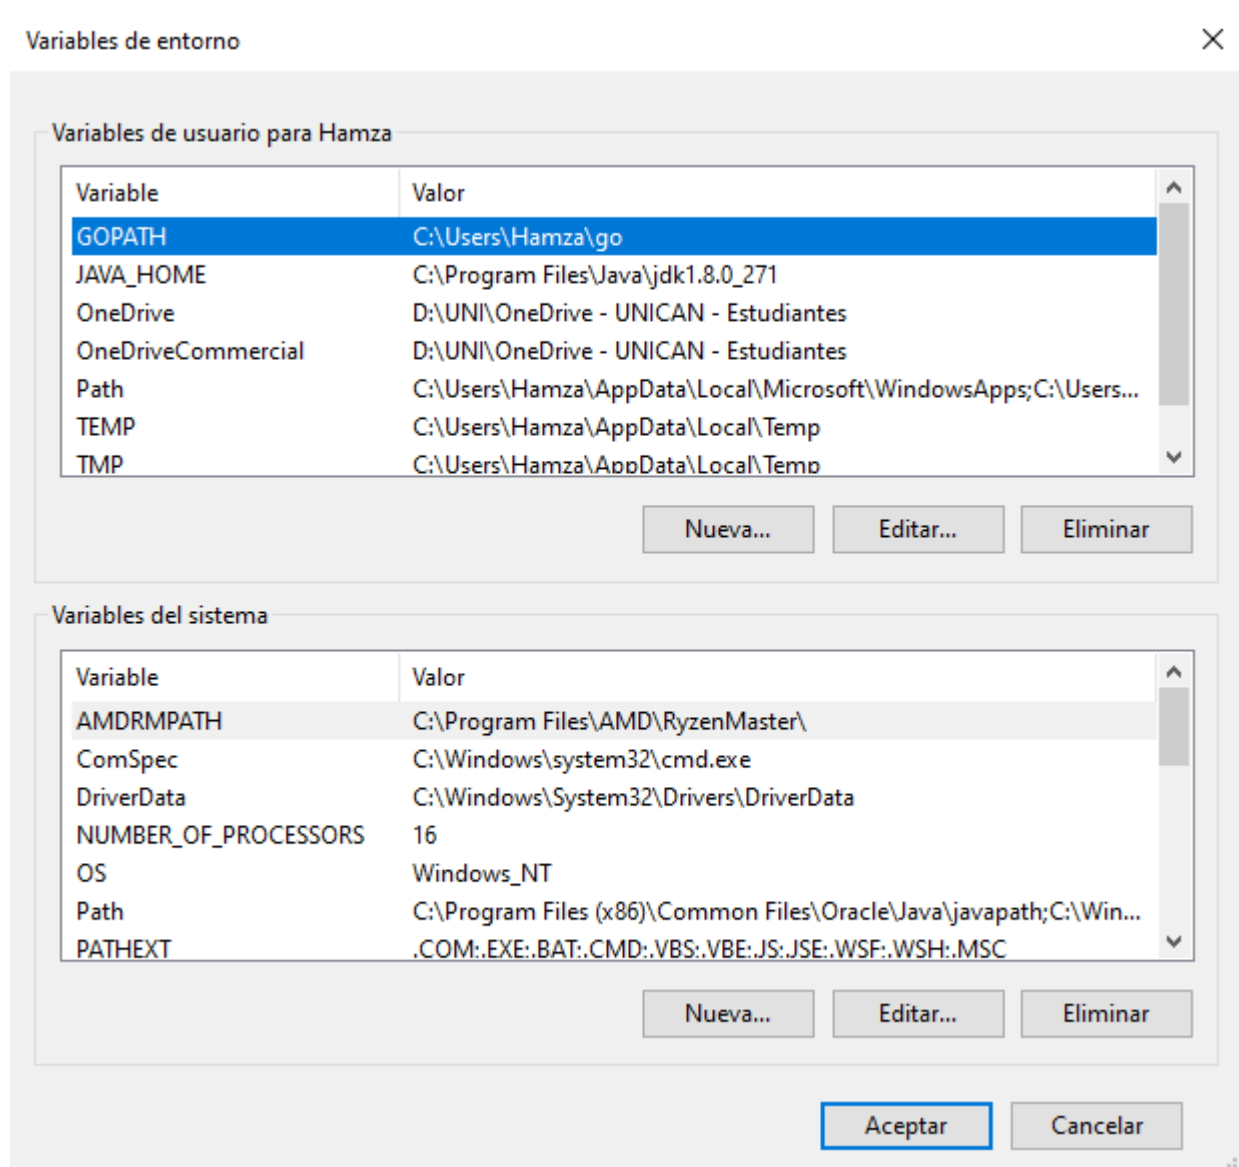 Variables de entorno
Variables de usuario para Hamza
Variable Valor
GOPATH C:\Users\Hamza\go
JAVA_HOME C:\Program Files\Java\jdk1.8.0_271
OneDrive D:\UNI\OneDrive - UNICAN - Estudiantes
OneDriveCommercial D:\UNI\OneDrive - UNICAN - Estudiantes
Path C:\Users\Hamza\AppData\Local\Microsoft\WindowsApps;C:\Users...
TEMP C:\Users\Hamza\AppData\Local\Temp
TMP C:\Users\Hamza\AppData\Local\Temp
Nueva... Editar... Eliminar
Variables del sistema
Variable Valor
AMDRMPATH C:\Program Files\AMD\RyzenMaster\
ComSpec C:\Windows\system32\cmd.exe
DriverData C:\Windows\System32\Drivers\DriverData
NUMBER_OF_PROCESSORS 16
OS Windows_NT
Path C:\Program Files (x86)\Common Files\Oracle\Java\javapath;C:\Win...
PATHEXT .COM;.EXE;.BAT;.CMD;.VBS;.VBE;.JS;.JSE;.WSF;.WSH;.MSC
Nueva... Editar... Eliminar
Aceptar Cancelar